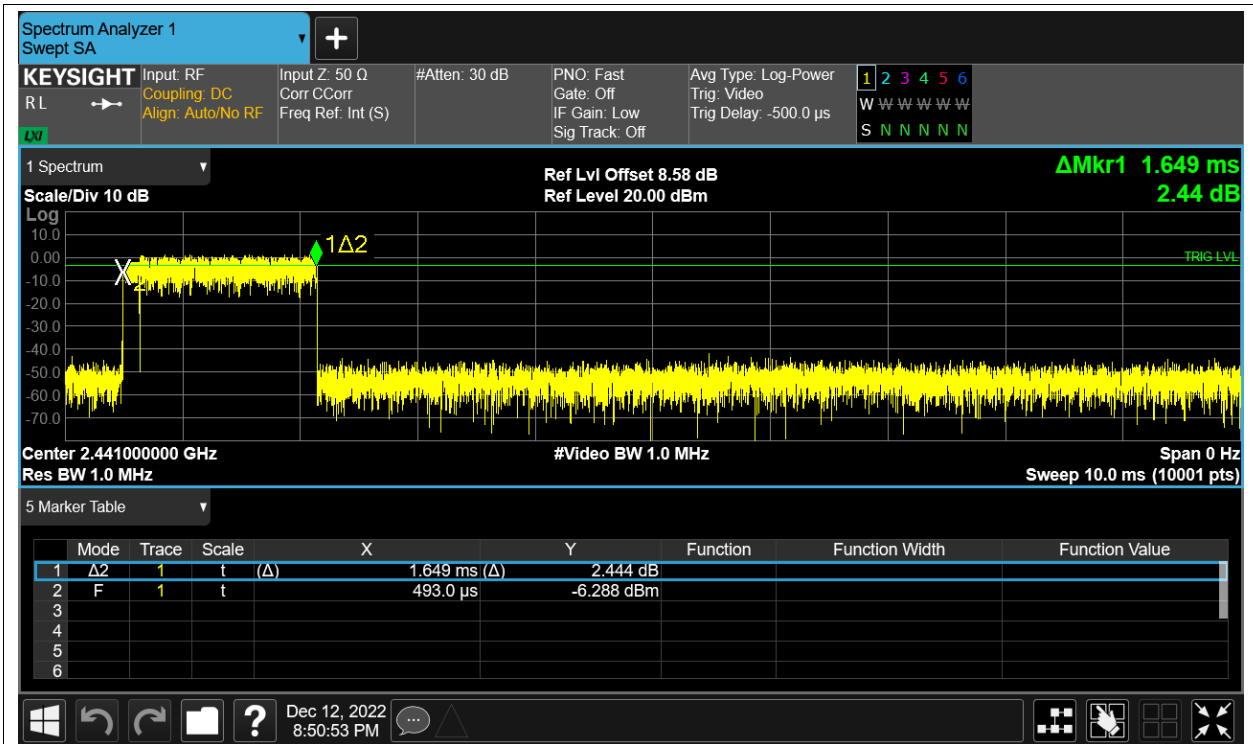 Spectrum Analyzer 1
Swept SA
KEYSIGHT
RL
LXI
Input: RF
Coupling: DC
Align: Auto/No RF
Input Z: 50 Ω
Corr CCorr
Freq Ref: Int (S)
#Atten: 30 dB
PNO: Fast
Gate: Off
IF Gain: Low
Sig Track: Off
Avg Type: Log-Power
Trig: Video
Trig Delay: -500.0 µs
1 2 3 4 5 6
W W W W W W
S N N N N N
1 Spectrum
Scale/Div 10 dB
Ref Lvl Offset 8.58 dB
Ref Level 20.00 dBm
ΔMkr1 1.649 ms
2.44 dB
Log
10.0
0.00
-10.0
-20.0
-30.0
-40.0
-50.0
-60.0
-70.0
1Δ2
X2
TRIG LVL
Center 2.441000000 GHz
Res BW 1.0 MHz
#Video BW 1.0 MHz
Span 0 Hz
Sweep 10.0 ms (10001 pts)
5 Marker Table
Mode Trace Scale X Y Function Function Width Function Value
1 Δ2 1 t (Δ) 1.649 ms (Δ) 2.444 dB
2 F 1 t 493.0 µs -6.288 dBm
3
4
5
6
?
Dec 12, 2022
8:50:53 PM